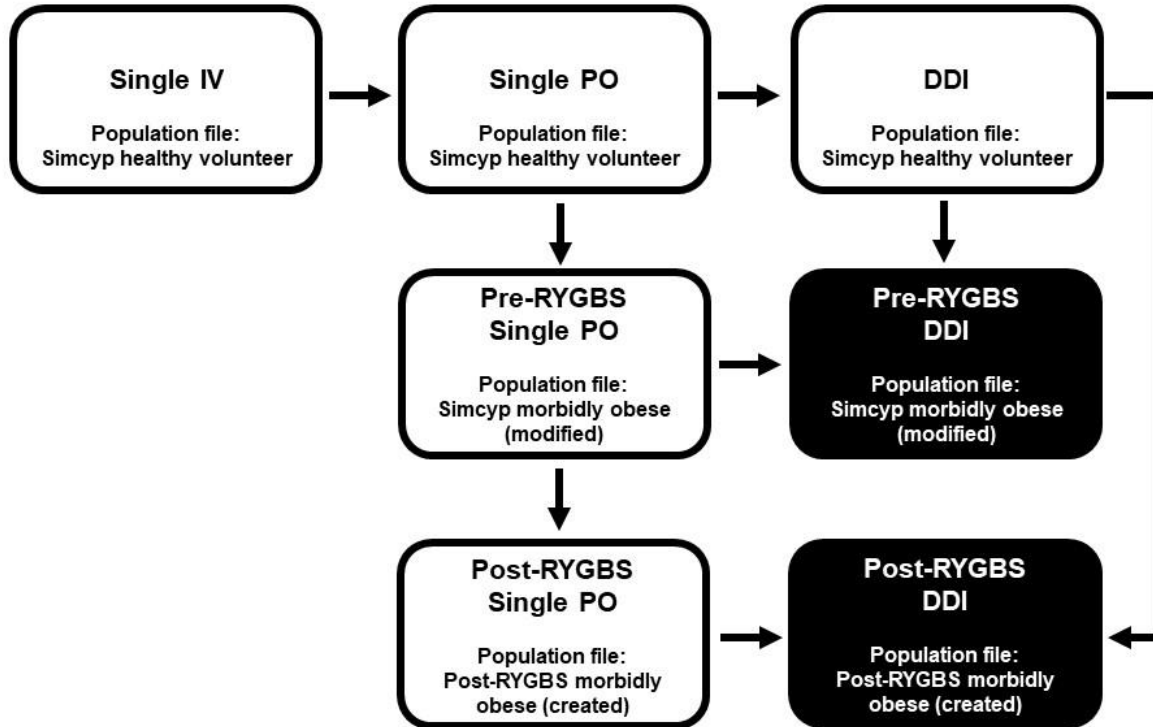 Single IV
Population file:
Simcyp healthy volunteer
Single PO
Population file:
Simcyp healthy volunteer
DDI
Population file:
Simcyp healthy volunteer
Pre-RYGBS
Single PO
Population file:
Simcyp morbidly obese
(modified)
Pre-RYGBS
DDI
Population file:
Simcyp morbidly obese
(modified)
Post-RYGBS
Single PO
Population file:
Post-RYGBS morbidly
obese (created)
Post-RYGBS
DDI
Population file:
Post-RYGBS morbidly
obese (created)